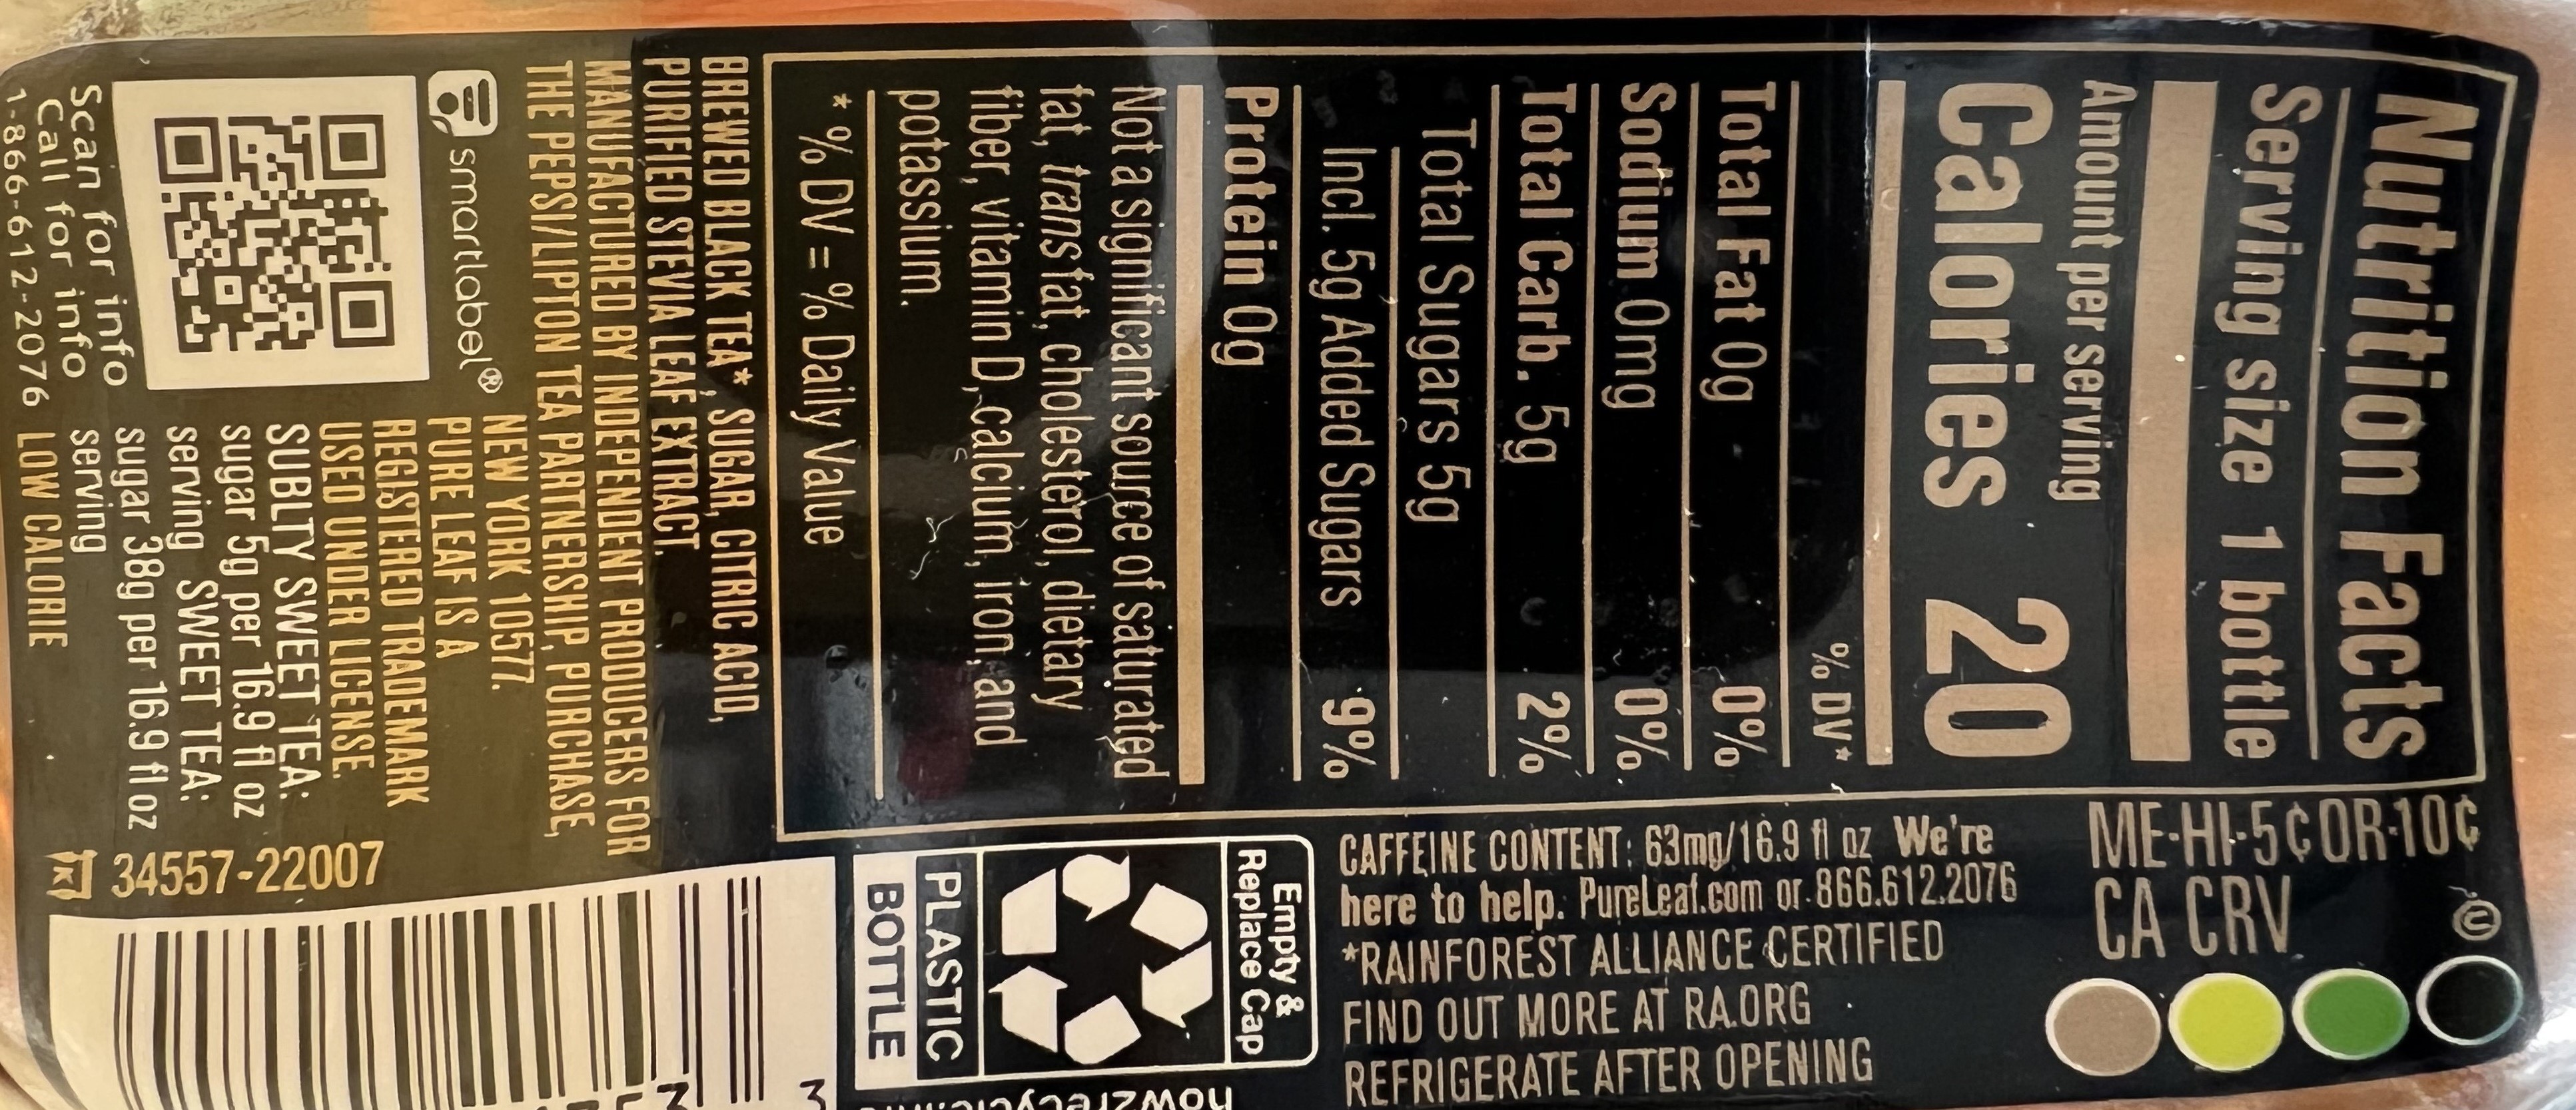 Nutrition Facts
Serving size 1 bottle
Amount per serving
Calories 20
% DV*
Total Fat 0g 0%
Sodium 0mg 0%
Total Carb. 5g 2%
Total Sugars 5g
Incl. 5g Added Sugars 9%
Protein 0g
Not a significant source of saturated
fat, trans fat, cholesterol, dietary
fiber, vitamin D, calcium, iron, and
potassium.
* % DV = % Daily Value
BREWED BLACK TEA*, SUGAR, CITRIC ACID,
PURIFIED STEVIA LEAF EXTRACT.
MANUFACTURED BY INDEPENDENT PRODUCERS FOR
THE PEPSI/LIPTON TEA PARTNERSHIP, PURCHASE,
NEW YORK 10577.
PURE LEAF IS A
REGISTERED TRADEMARK
USED UNDER LICENSE.
SUBLTY SWEET TEA:
sugar 5g per 16.9 fl oz
serving SWEET TEA:
sugar 38g per 16.9 fl oz
serving
LOW CALORIE
smartlabel®
Scan for info
Call for info
1-866-612-2076
ME-HI-5¢ OR-10¢
CA CRV
©
CAFFEINE CONTENT: 63mg/16.9 fl oz We're
here to help. PureLeaf.com or 866.612.2076
*RAINFOREST ALLIANCE CERTIFIED
FIND OUT MORE AT RA.ORG
REFRIGERATE AFTER OPENING
Empty &
Replace Cap
PLASTIC
BOTTLE
K 34557-22007